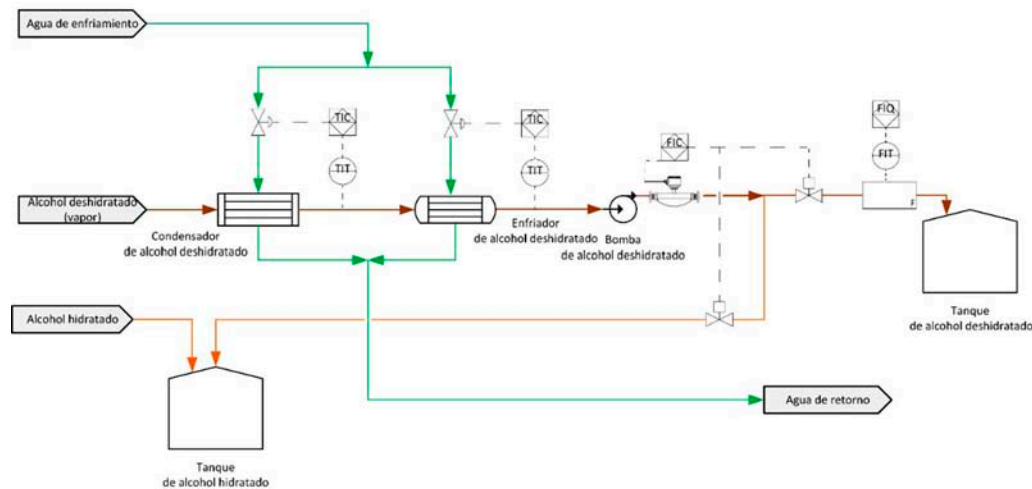 Agua de enfriamiento
TIC
TIC
FIC
FIQ
TIT
TIT
FIT
Alcohol deshidratado
(vapor)
F
Condensador
de alcohol deshidratado
Enfriador
de alcohol deshidratado
Bomba
de alcohol deshidratado
Alcohol hidratado
Tanque
de alcohol deshidratado
Agua de retorno
Tanque
de alcohol hidratado